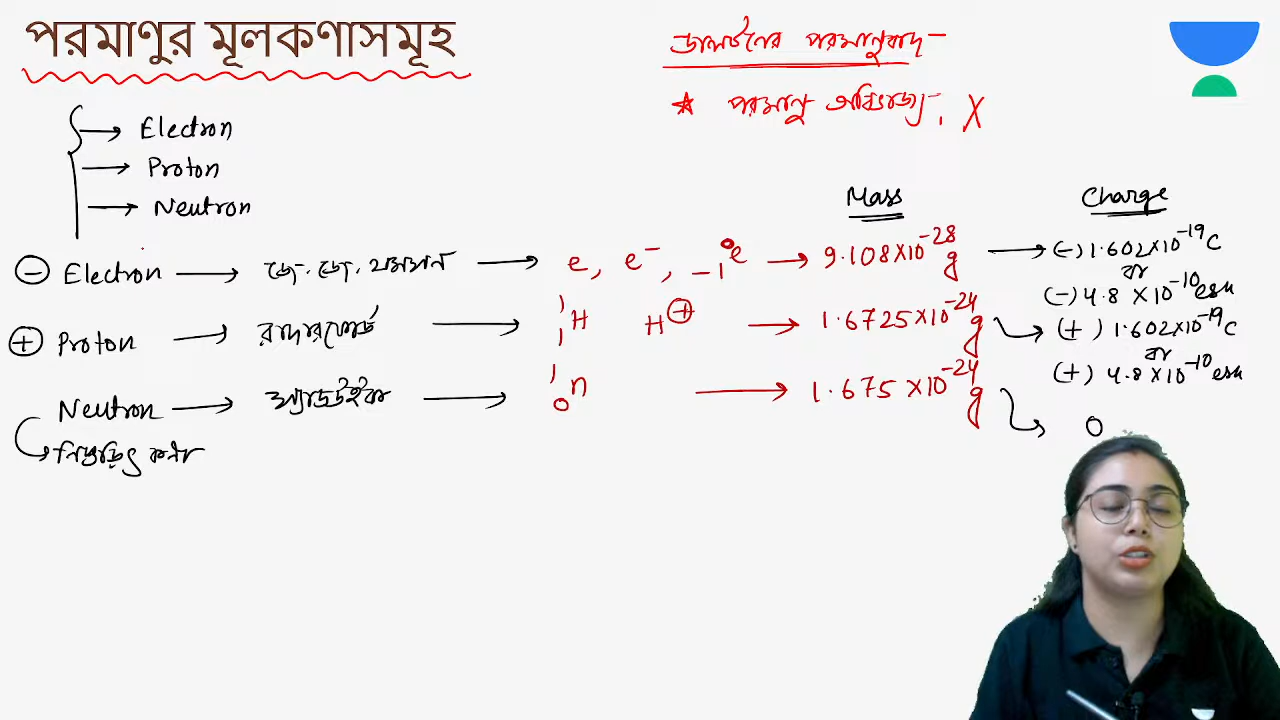 পরমাণুর মূলকণাসমূহ
ডালটনের পরমাণুবাদ -
★ পরমাণু অবিভাজ্য, X
→ Electron
→ Proton
→ Neutron
Mass
Charge
⊖ Electron → জে. জে. থমসন → e, e⁻, ₋₁⁰e → 9.108×10⁻²⁸ g → (-) 1.602×10⁻¹⁹ C
বা
(-) 4.8 × 10⁻¹⁰ esu
⊕ Proton → রাদারফোর্ড → ₁¹H H⊕ → 1.6725×10⁻²⁴ g → (+) 1.602×10⁻¹⁹ C
বা
(+) 4.8×10⁻¹⁰ esu
Neutron → স্যাডউইক → ₀¹n → 1.675 ×10⁻²⁴ g → 0
নিস্তড়িৎ কণা